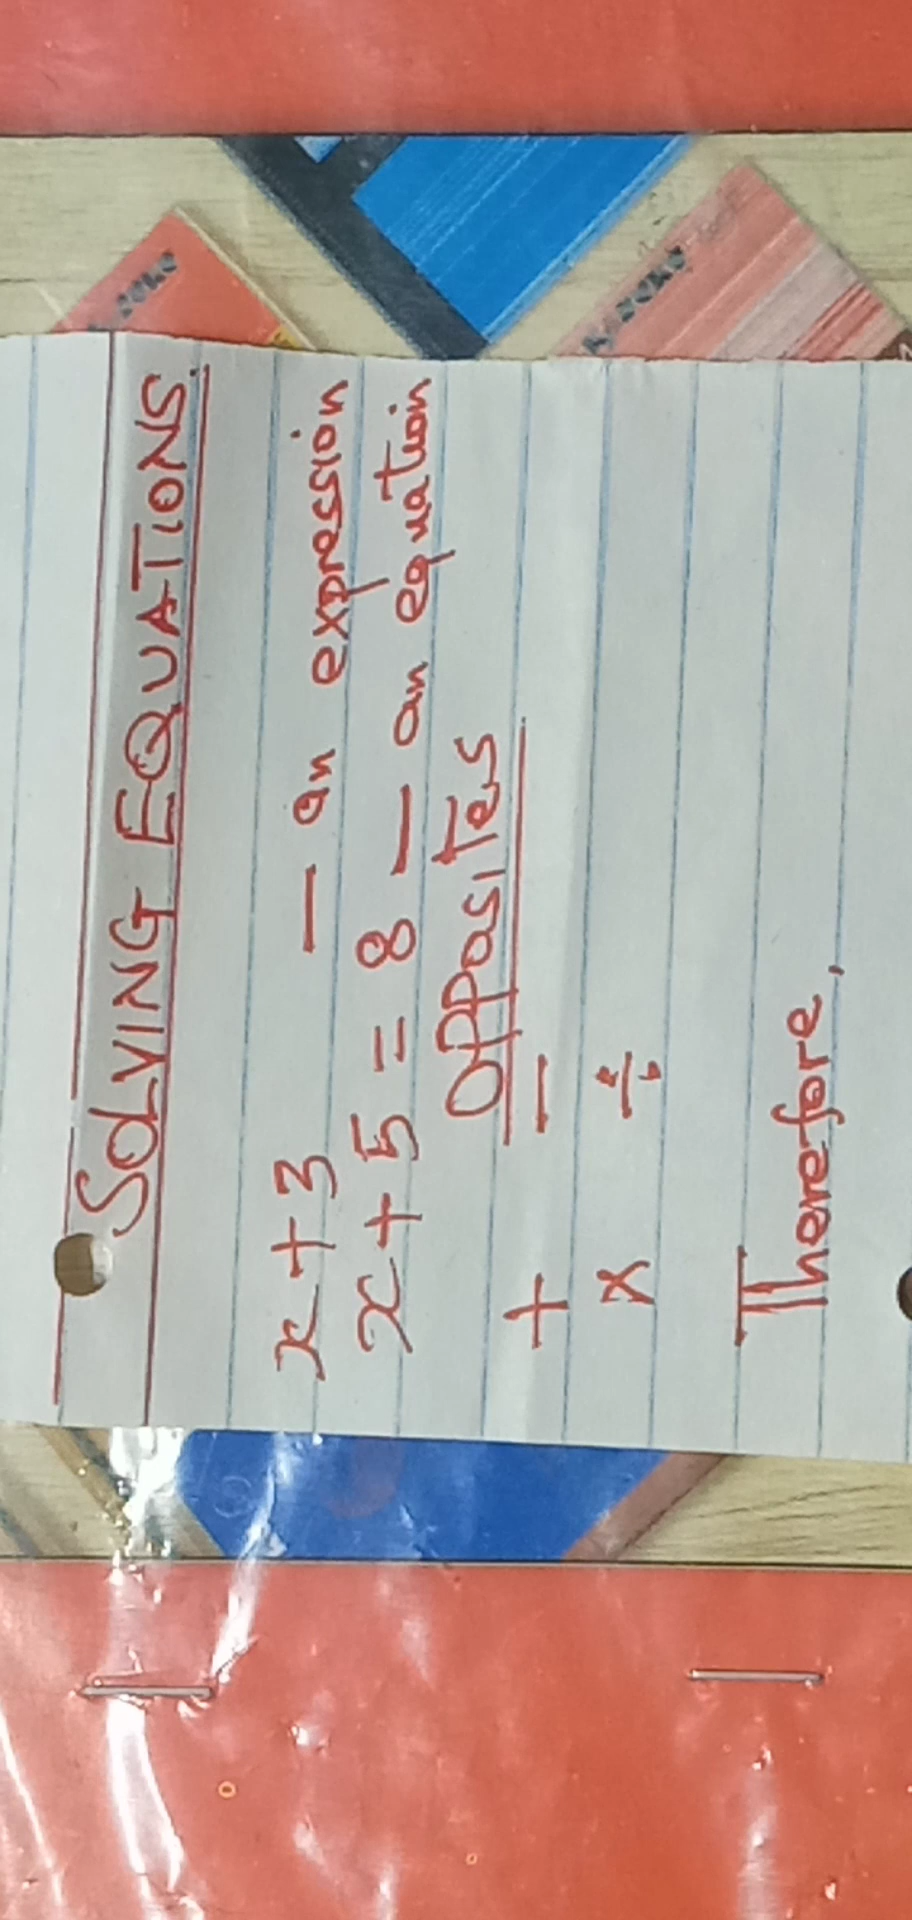 SOLVING EQUATIONS.
x + 3 — an expression
x + 5 = 8 — an equation
Opposites
+ −
x ÷
Therefore,